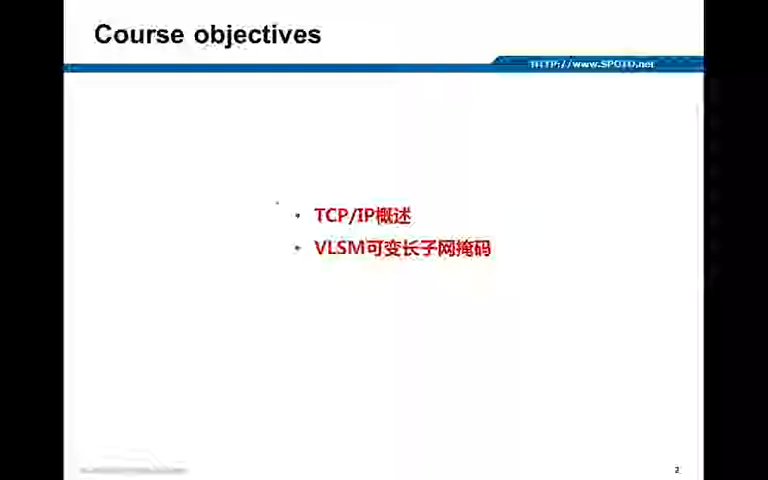 Course objectives
HTTP://www.SPOTO.net
• TCP/IP概述
• VLSM可变长子网掩码
2